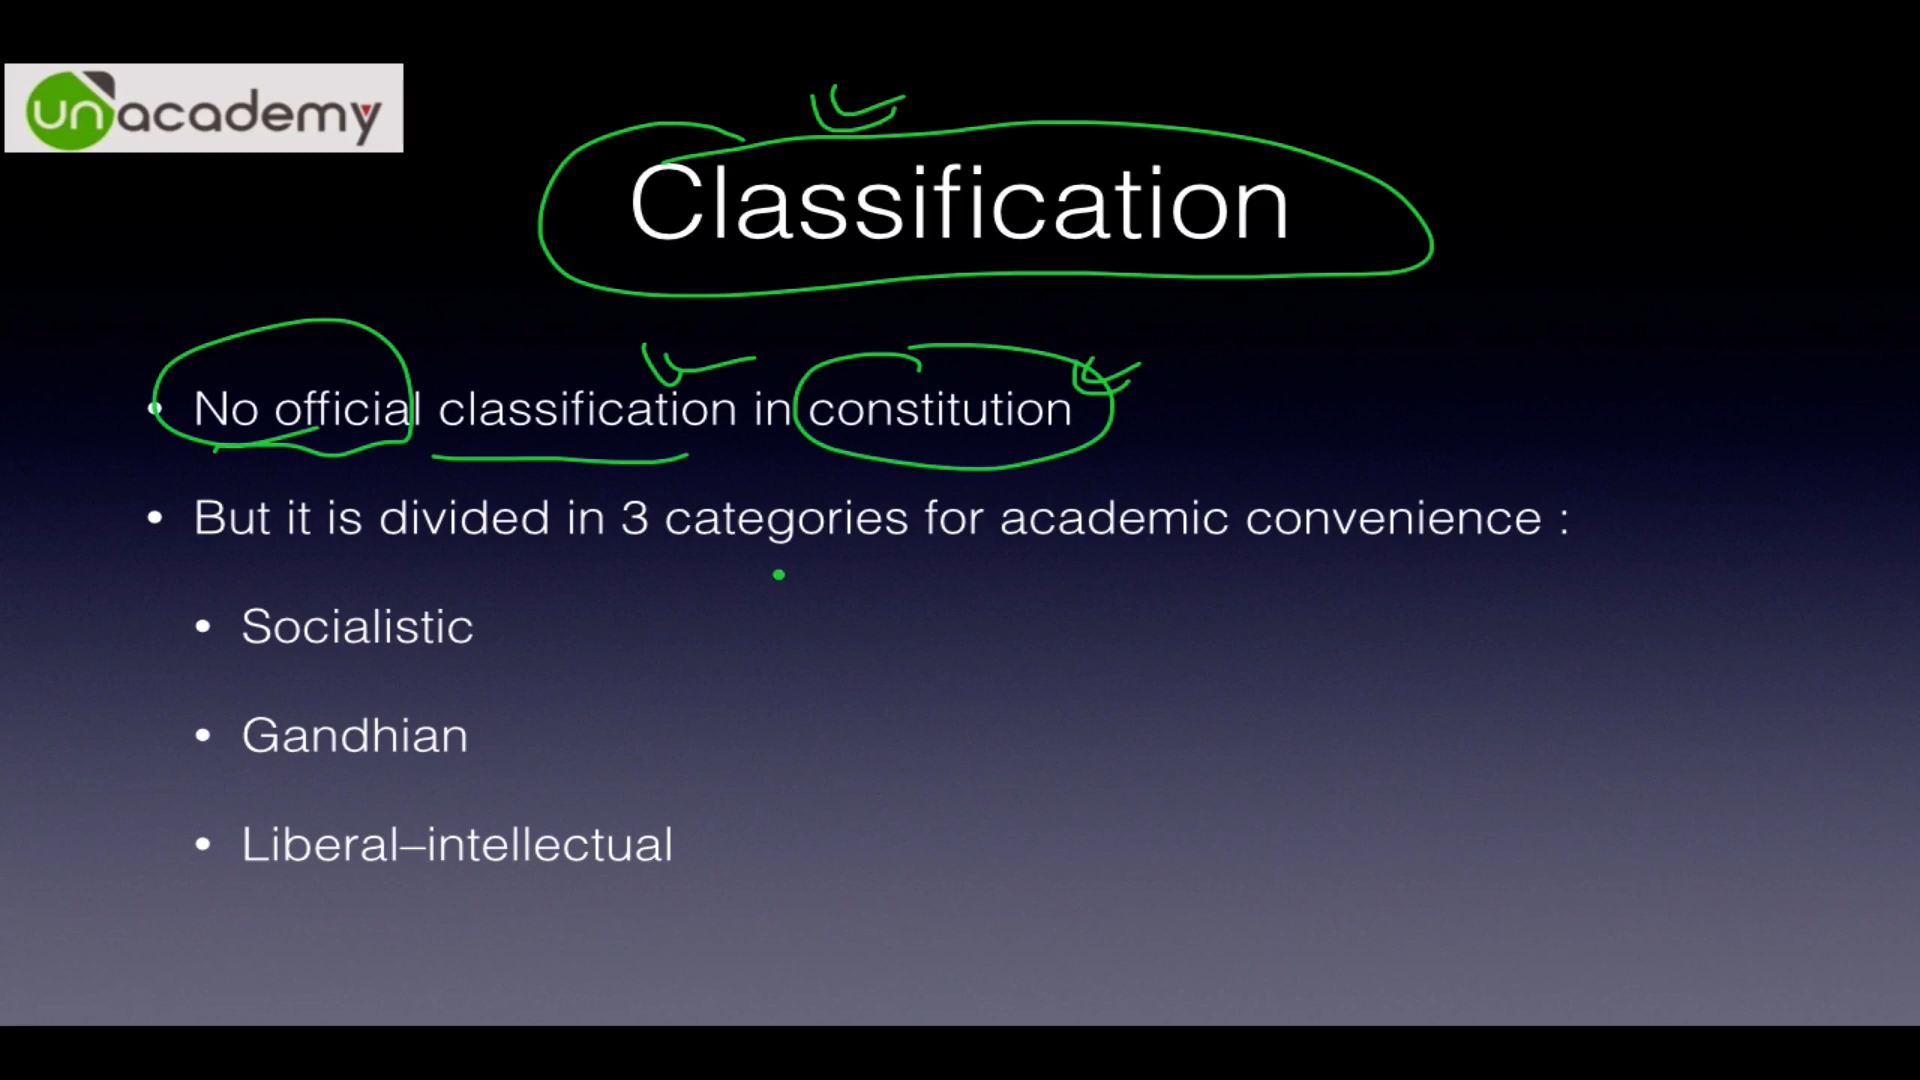 unacademy
Classification
• No official classification in constitution
• But it is divided in 3 categories for academic convenience :
• Socialistic
• Gandhian
• Liberal–intellectual